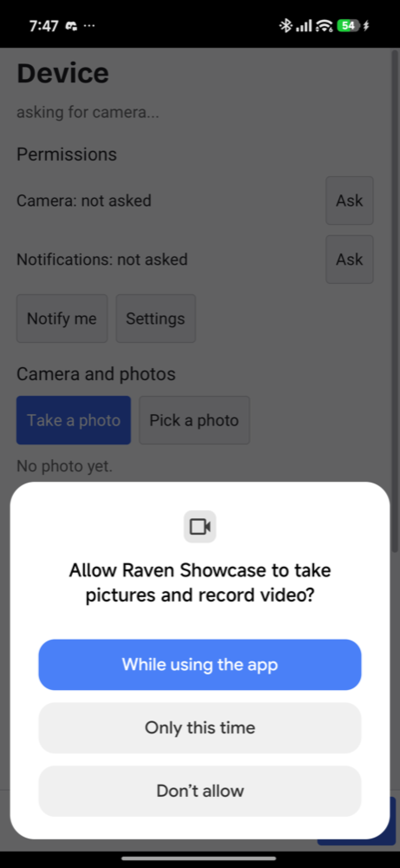 7:47
54
Device
asking for camera...
Permissions
Camera: not asked
Ask
Notifications: not asked
Ask
Notify me
Settings
Camera and photos
Take a photo
Pick a photo
No photo yet.
Allow Raven Showcase to take
pictures and record video?
While using the app
Only this time
Don't allow